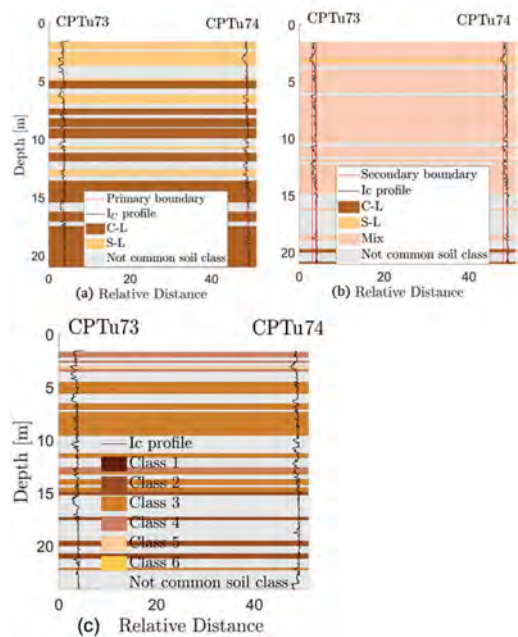 CPTu73 CPTu74
0
5
10
15
20
Depth [m]
Primary boundary
I_C profile
C-L
S-L
Not common soil class
0 20 40
(a) Relative Distance
CPTu73 CPTu74
0
5
10
15
20
Secondary boundary
Ic profile
C-L
S-L
Mix
Not common soil class
0 20 40
(b) Relative Distance
CPTu73 CPTu74
0
5
10
15
20
Depth [m]
Ic profile
Class 1
Class 2
Class 3
Class 4
Class 5
Class 6
Not common soil class
0 20 40
(c) Relative Distance